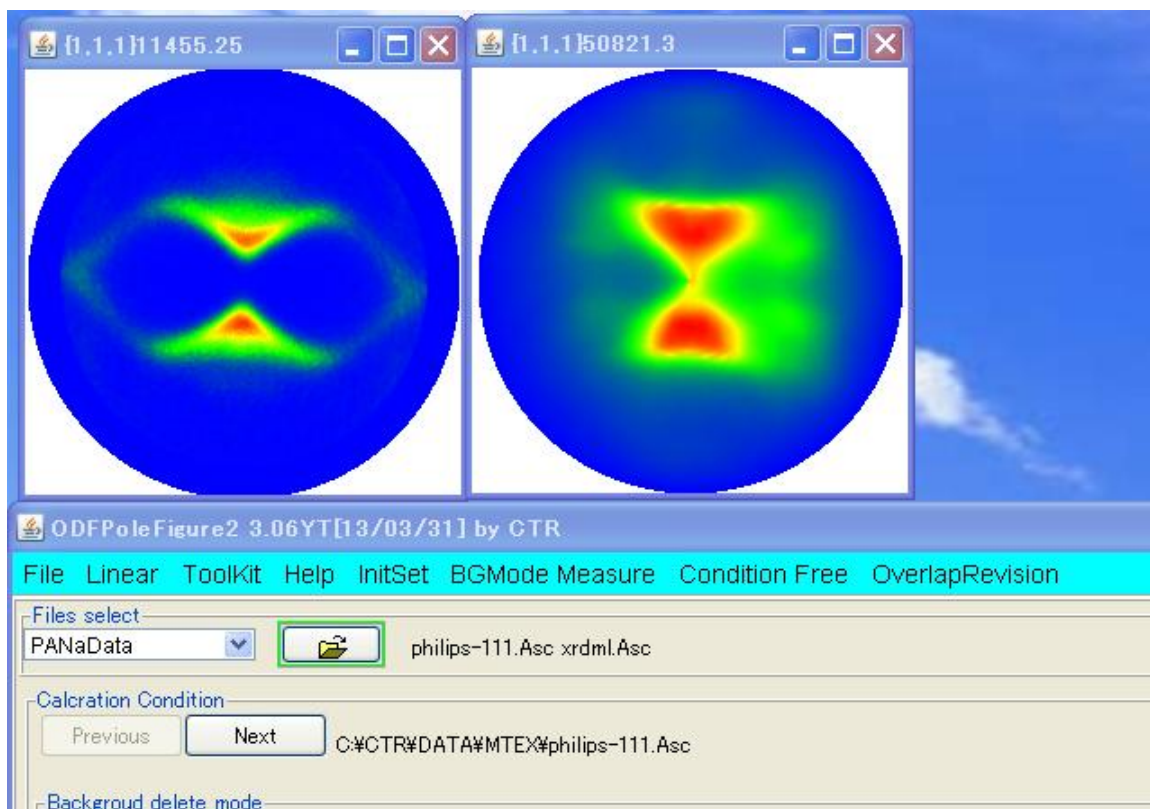 {1,1,1}11455.25
{1,1,1}50821.3
ODFPoleFigure2 3.06YT[13/03/31] by CTR
File Linear ToolKit Help InitSet BGMode Measure Condition Free OverlapRevision
Files select
PANaData philips-111.Asc xrdml.Asc
Calcration Condition
Previous Next C:¥CTR¥DATA¥MTEX¥philips-111.Asc
Backgroud delete mode